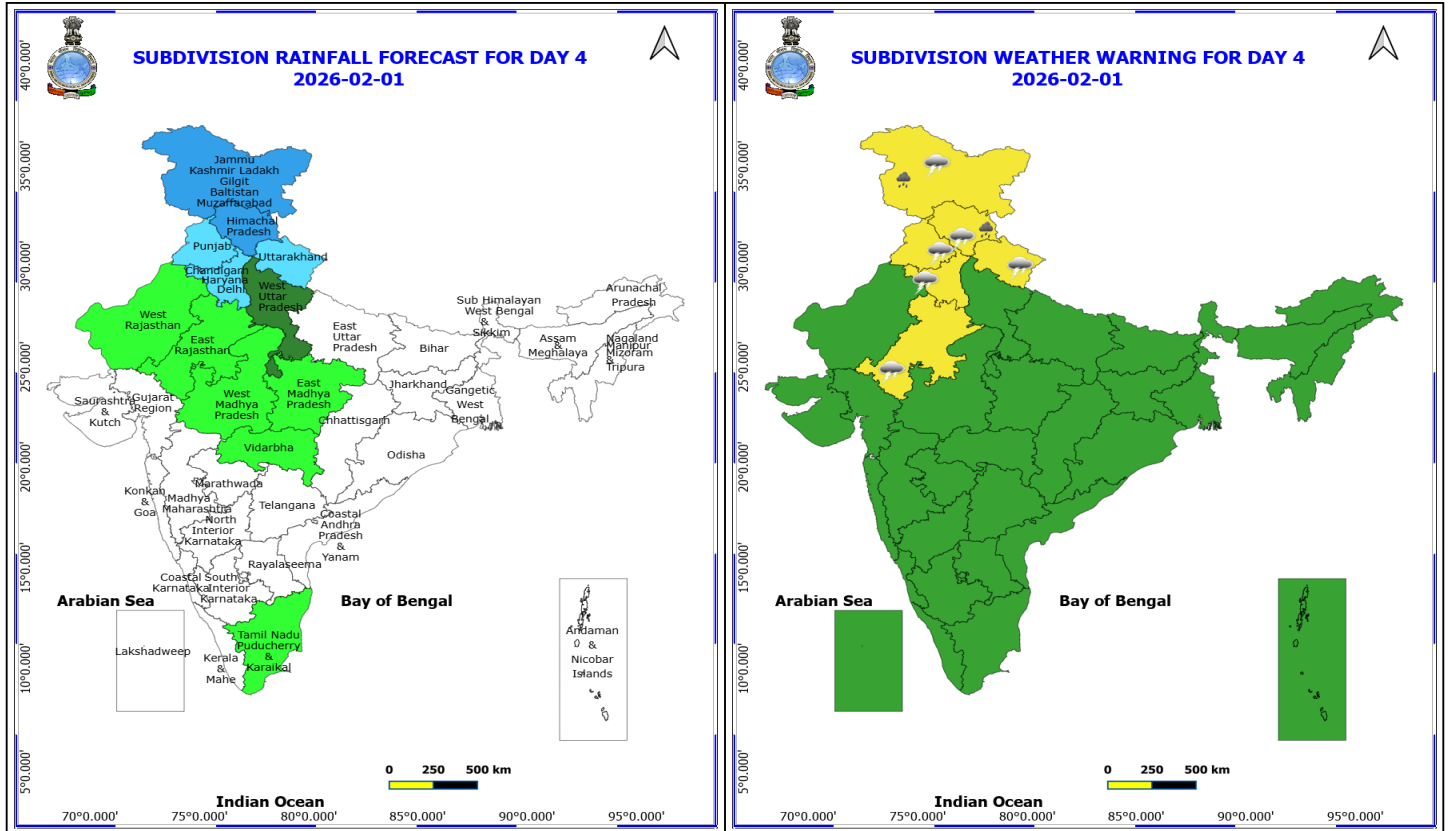 SUBDIVISION RAINFALL FORECAST FOR DAY 4
2026-02-01
40°0.000'
35°0.000'
30°0.000'
25°0.000'
20°0.000'
15°0.000'
10°0.000'
5°0.000'
Jammu
Kashmir Ladakh
Gilgit
Baltistan
Muzaffarabad
Himachal
Pradesh
Punjab
Uttarakhand
Chandigarh
Haryana
Delhi
West
Uttar
Pradesh
West
Rajasthan
East
Rajasthan
East
Uttar
Pradesh
Bihar
Sub Himalayan
West Bengal
&
Sikkim
Arunachal
Pradesh
Assam
&
Meghalaya
Nagaland
Manipur
Mizoram
&
Tripura
Saurashtra
&
Kutch
Gujarat
Region
West
Madhya
Pradesh
East
Madhya
Pradesh
Jharkhand
Gangetic
West
Bengal
Chhattisgarh
Vidarbha
Odisha
Konkan
&
Goa
Madhya
Maharashtra
Marathwada
Telangana
North
Interior
Karnataka
Coastal
Andhra
Pradesh
&
Yanam
Rayalaseema
Coastal
Karnataka
South
Interior
Karnataka
Arabian Sea
Bay of Bengal
Lakshadweep
Kerala
&
Mahe
Tamil Nadu
Puducherry
&
Karaikal
Andaman
&
Nicobar
Islands
0 250 500 km
Indian Ocean
70°0.000' 75°0.000' 80°0.000' 85°0.000' 90°0.000' 95°0.000'
SUBDIVISION WEATHER WARNING FOR DAY 4
2026-02-01
40°0.000'
35°0.000'
30°0.000'
25°0.000'
20°0.000'
15°0.000'
10°0.000'
5°0.000'
Arabian Sea
Bay of Bengal
0 250 500 km
Indian Ocean
70°0.000' 75°0.000' 80°0.000' 85°0.000' 90°0.000' 95°0.000'